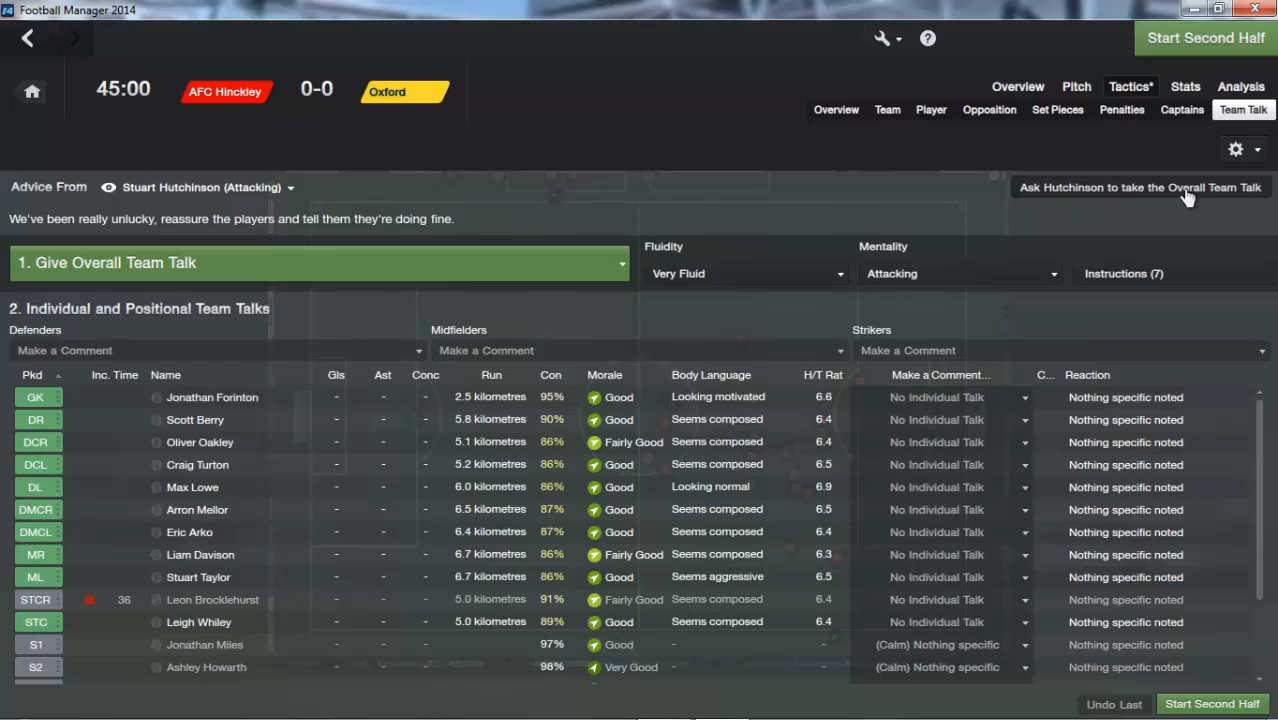 Football Manager 2014
Start Second Half
45:00 AFC Hinckley 0-0 Oxford
Overview Pitch Tactics* Stats Analysis
Overview Team Player Opposition Set Pieces Penalties Captains Team Talk
Advice From Stuart Hutchinson (Attacking) Ask Hutchinson to take the Overall Team Talk
We've been really unlucky, reassure the players and tell them they're doing fine.
Fluidity Mentality
1. Give Overall Team Talk Very Fluid Attacking Instructions (7)
2. Individual and Positional Team Talks
Defenders Midfielders Strikers
Make a Comment Make a Comment Make a Comment
Pkd Inc. Time Name Gls Ast Conc Run Con Morale Body Language H/T Rat Make a Comment... C... Reaction
GK Jonathan Forinton - - - 2.5 kilometres 95% Good Looking motivated 6.6 No Individual Talk Nothing specific noted
DR Scott Berry - - - 5.8 kilometres 90% Good Seems composed 6.4 No Individual Talk Nothing specific noted
DCR Oliver Oakley - - - 5.1 kilometres 86% Fairly Good Seems composed 6.4 No Individual Talk Nothing specific noted
DCL Craig Turton - - - 5.2 kilometres 86% Good Seems composed 6.5 No Individual Talk Nothing specific noted
DL Max Lowe - - - 6.0 kilometres 86% Good Looking normal 6.9 No Individual Talk Nothing specific noted
DMCR Arron Mellor - - - 6.5 kilometres 87% Good Seems composed 6.5 No Individual Talk Nothing specific noted
DMCL Eric Arko - - - 6.4 kilometres 87% Good Seems composed 6.4 No Individual Talk Nothing specific noted
MR Liam Davison - - - 6.7 kilometres 86% Fairly Good Seems composed 6.3 No Individual Talk Nothing specific noted
ML Stuart Taylor - - - 6.7 kilometres 86% Good Seems aggressive 6.5 No Individual Talk Nothing specific noted
STCR 36 Leon Brocklehurst - - - 5.0 kilometres 91% Fairly Good Seems composed 6.4 No Individual Talk Nothing specific noted
STC Leigh Whiley - - - 5.0 kilometres 89% Good Seems composed 6.4 No Individual Talk Nothing specific noted
S1 Jonathan Miles 97% Good - - (Calm) Nothing specific Nothing specific noted
S2 Ashley Howarth 98% Very Good - - (Calm) Nothing specific Nothing specific noted
Undo Last Start Second Half